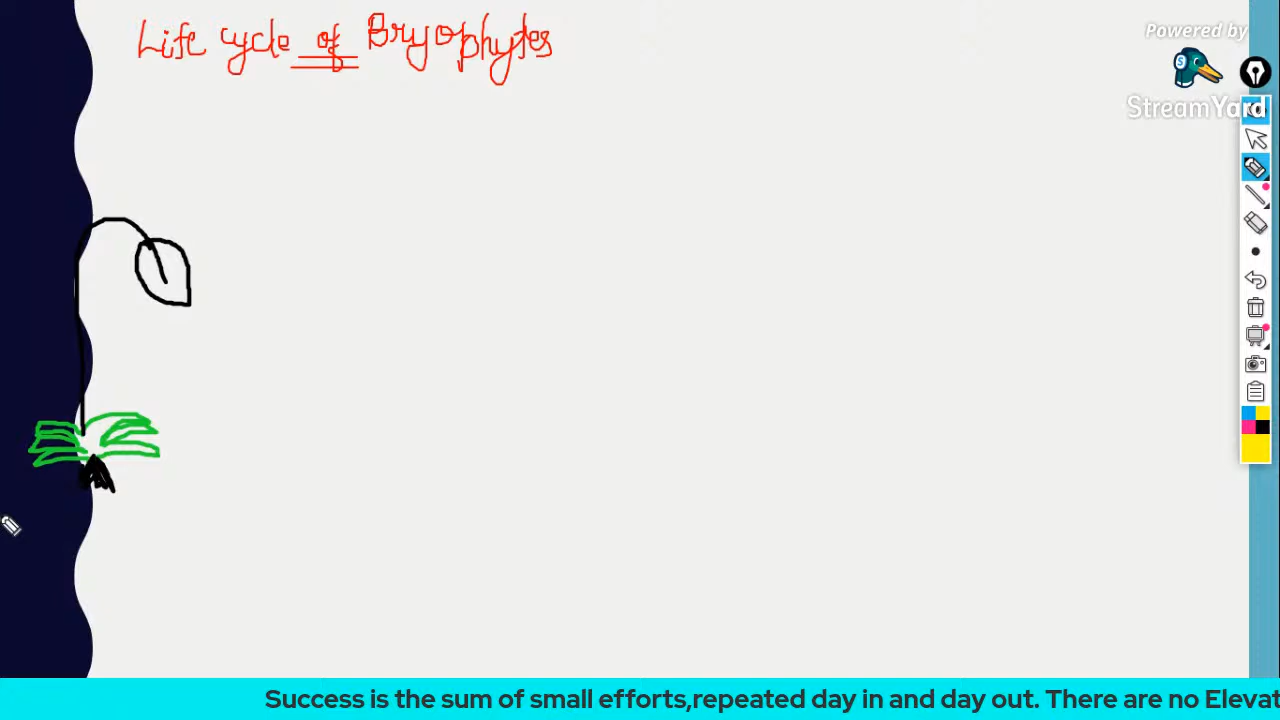 Life cycle of Bryophytes
Powered by
StreamYard
Success is the sum of small efforts,repeated day in and day out. There are no Elevat